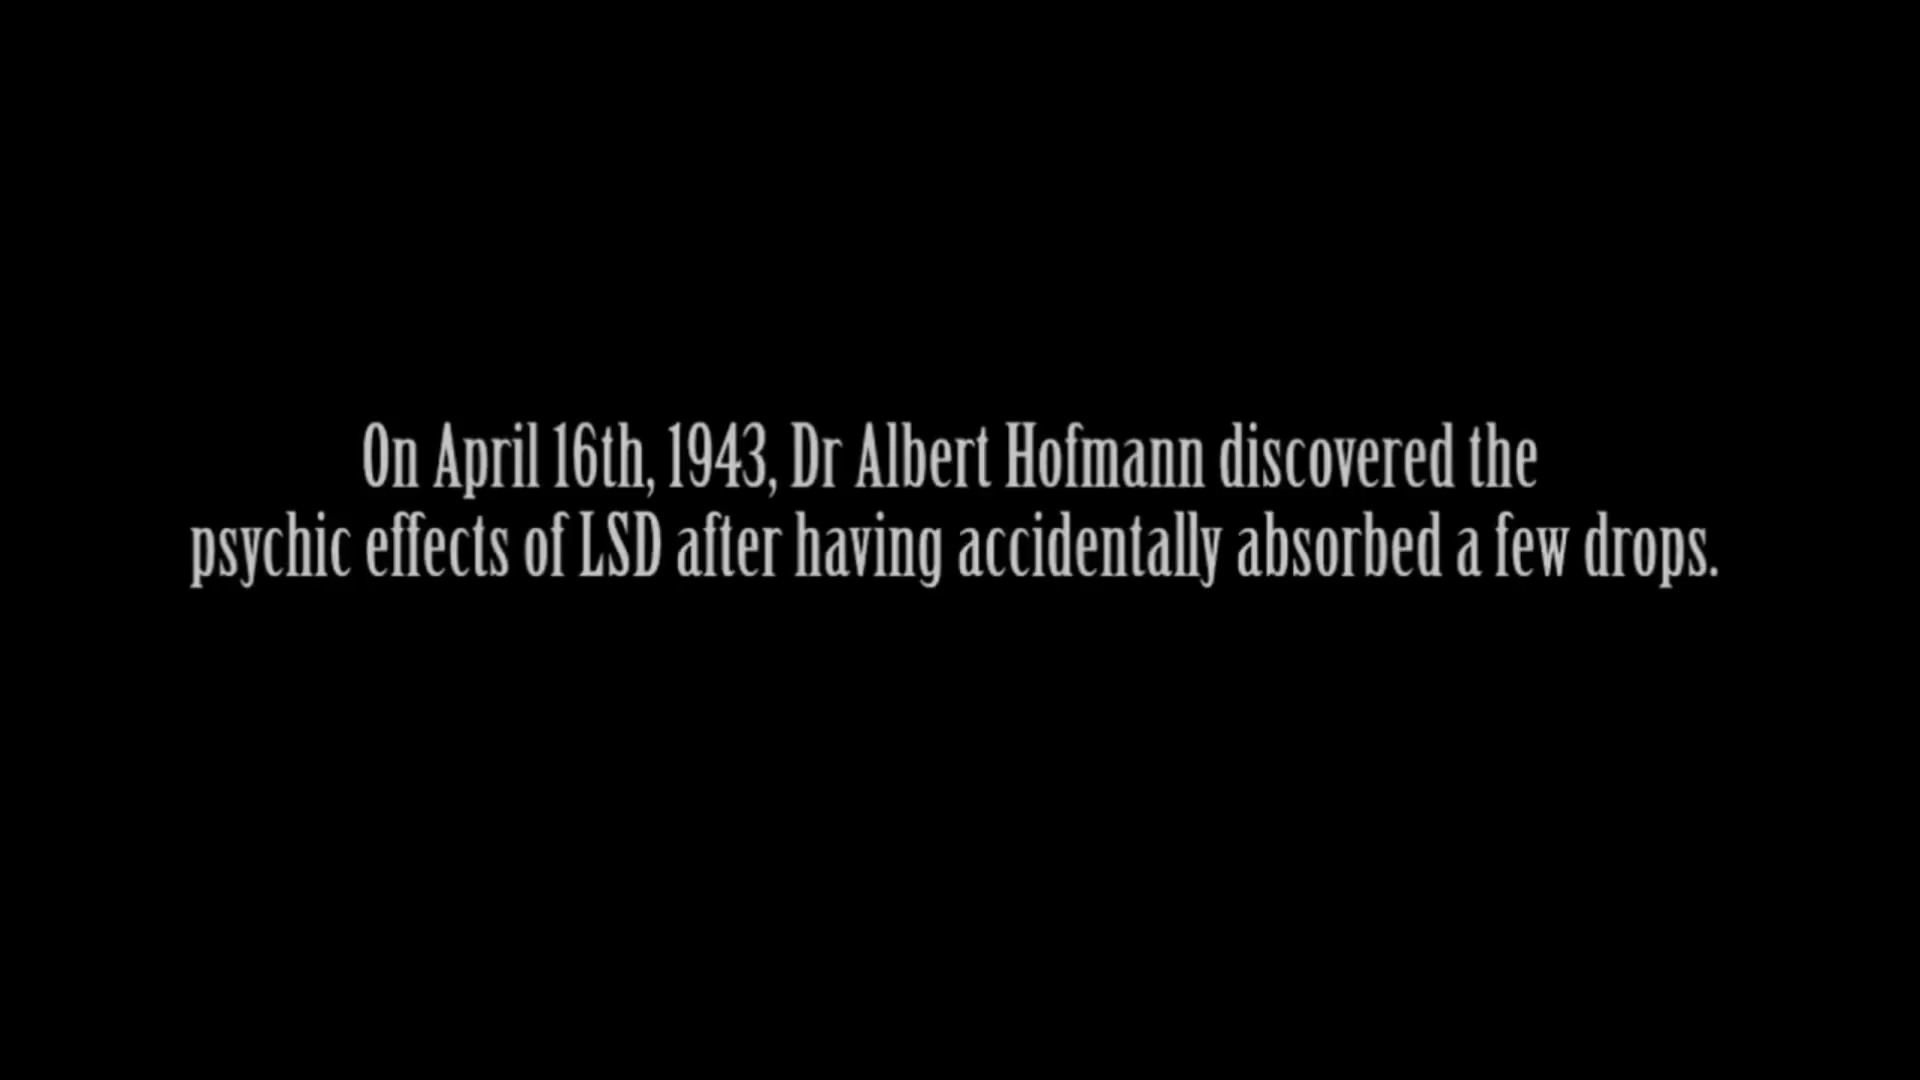 On April 16th, 1943, Dr Albert Hofmann discovered the
psychic effects of LSD after having accidentally absorbed a few drops.